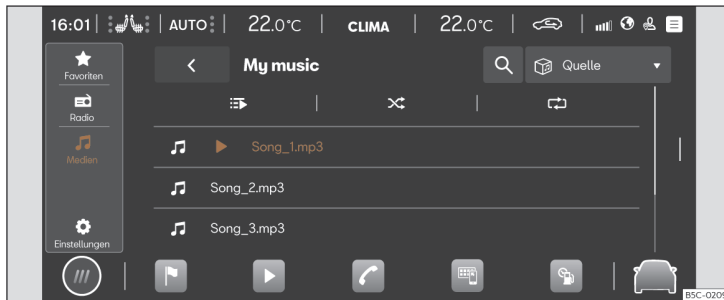 16:01 AUTO 22.0°C CLIMA 22.0°C
Favoriten
My music
Quelle
Radio
Medien
Song_1.mp3
Song_2.mp3
Song_3.mp3
Einstellungen
B5C-0209